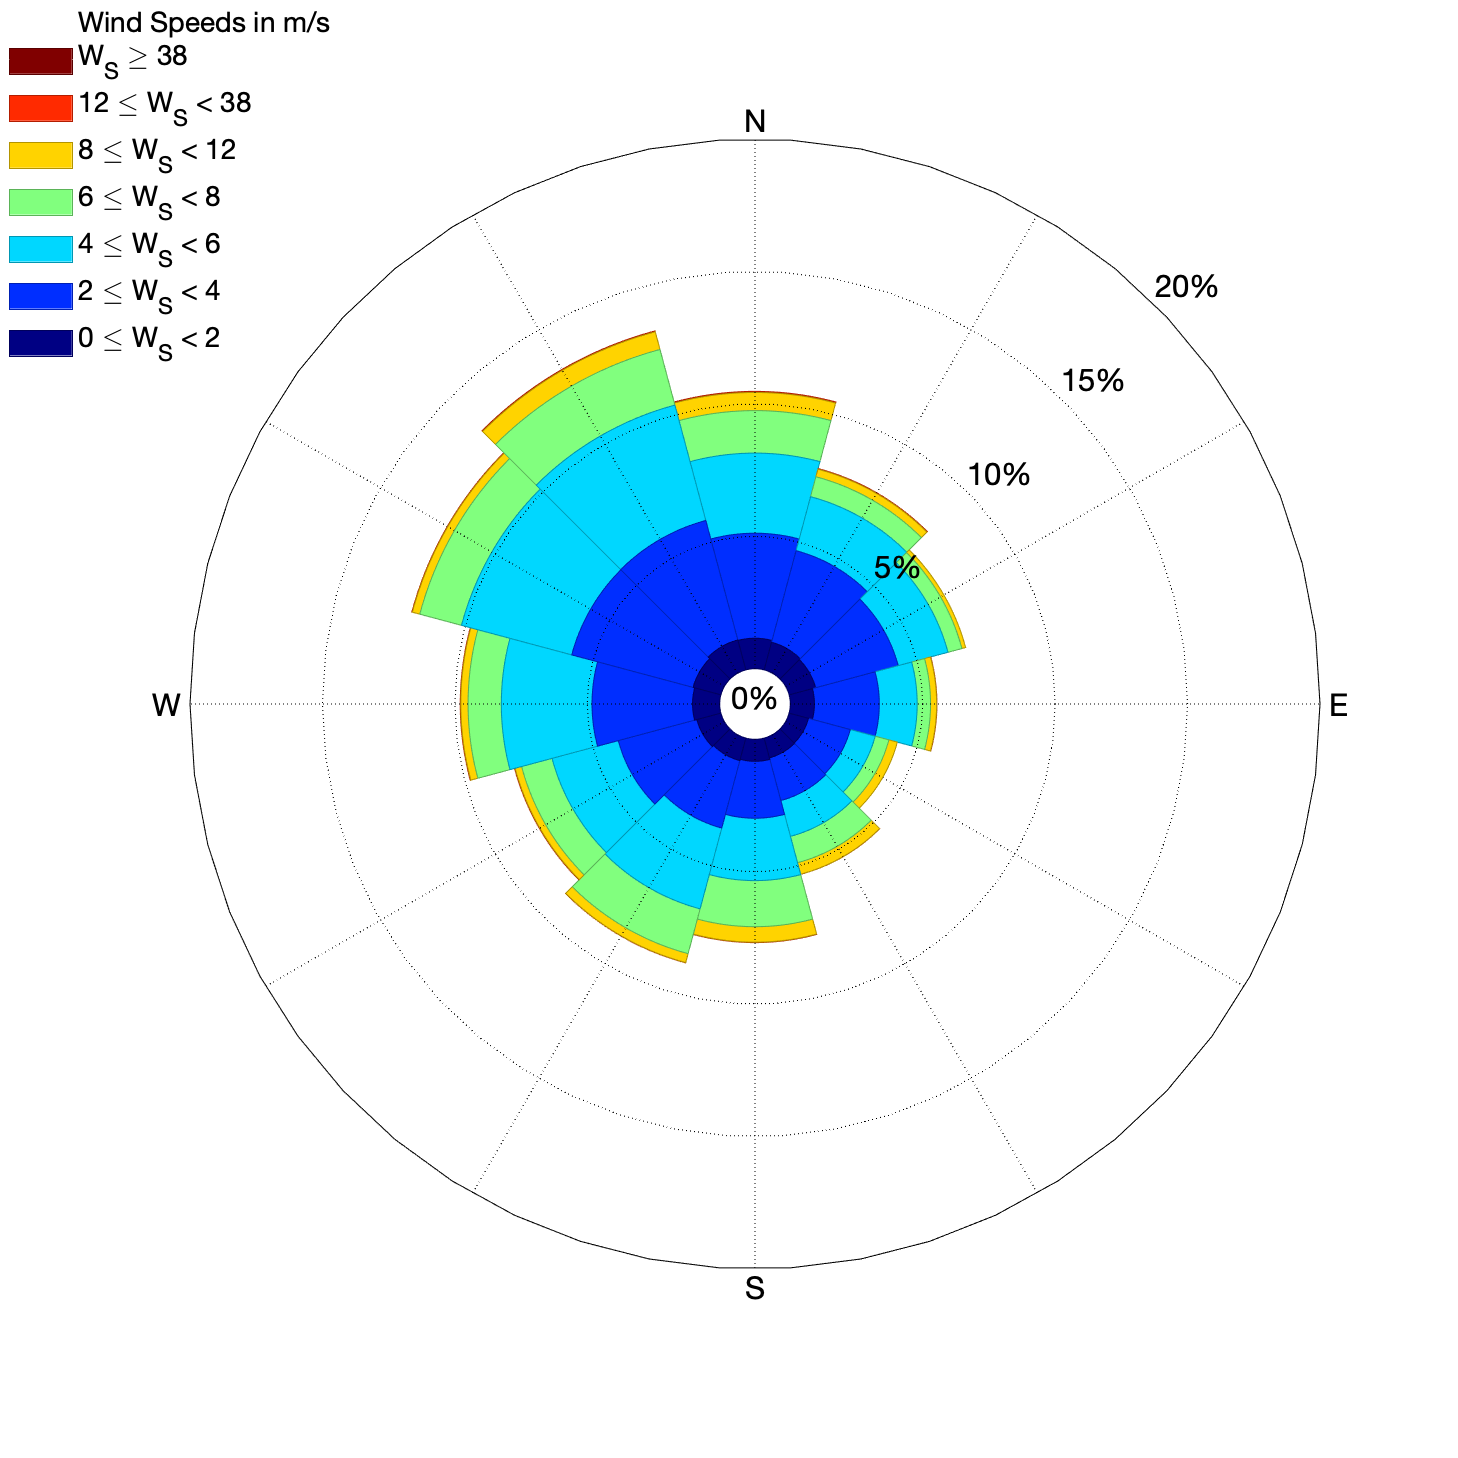 Wind Speeds in m/s
W_S ≥ 38
12 ≤ W_S < 38
8 ≤ W_S < 12
6 ≤ W_S < 8
4 ≤ W_S < 6
2 ≤ W_S < 4
0 ≤ W_S < 2
N
20%
15%
10%
5%
0%
W
E
S